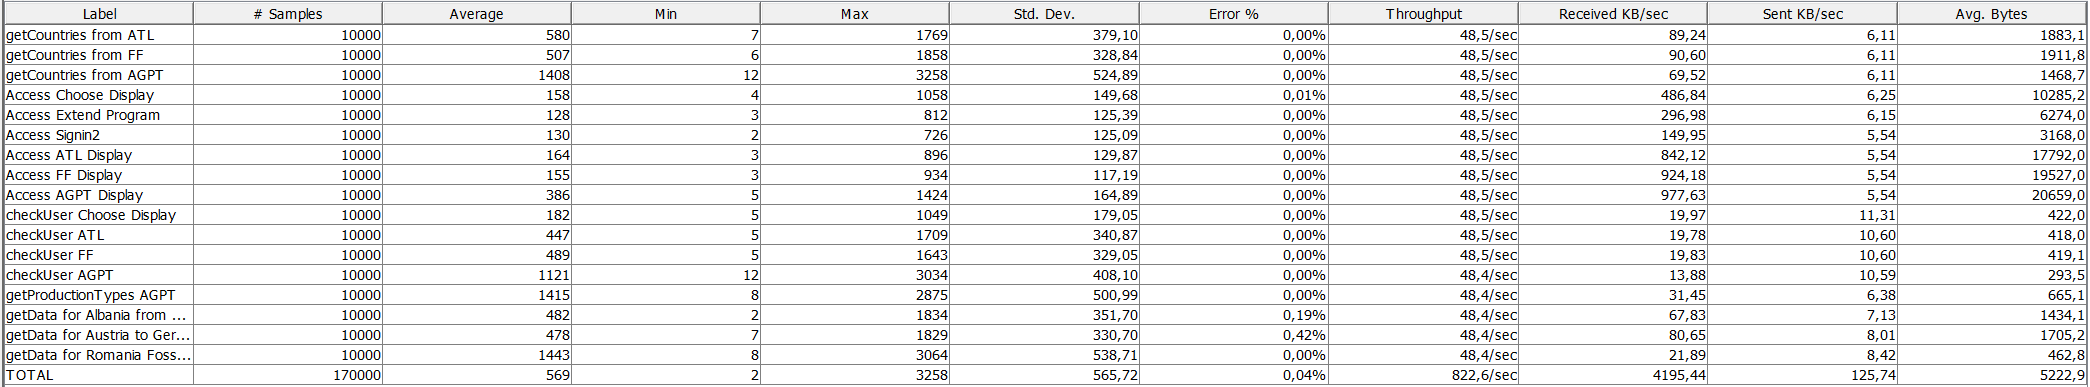 Label # Samples Average Min Max Std. Dev. Error % Throughput Received KB/sec Sent KB/sec Avg. Bytes
getCountries from ATL 10000 580 7 1769 379,10 0,00% 48,5/sec 89,24 6,11 1883,1
getCountries from FF 10000 507 6 1858 328,84 0,00% 48,5/sec 90,60 6,11 1911,8
getCountries from AGPT 10000 1408 12 3258 524,89 0,00% 48,5/sec 69,52 6,11 1468,7
Access Choose Display 10000 158 4 1058 149,68 0,01% 48,5/sec 486,84 6,25 10285,2
Access Extend Program 10000 128 3 812 125,39 0,00% 48,5/sec 296,98 6,15 6274,0
Access Signin2 10000 130 2 726 125,09 0,00% 48,5/sec 149,95 5,54 3168,0
Access ATL Display 10000 164 3 896 129,87 0,00% 48,5/sec 842,12 5,54 17792,0
Access FF Display 10000 155 3 934 117,19 0,00% 48,5/sec 924,18 5,54 19527,0
Access AGPT Display 10000 386 5 1424 164,89 0,00% 48,5/sec 977,63 5,54 20659,0
checkUser Choose Display 10000 182 5 1049 179,05 0,00% 48,5/sec 19,97 11,31 422,0
checkUser ATL 10000 447 5 1709 340,87 0,00% 48,5/sec 19,78 10,60 418,0
checkUser FF 10000 489 5 1643 329,05 0,00% 48,5/sec 19,83 10,60 419,1
checkUser AGPT 10000 1121 12 3034 408,10 0,00% 48,4/sec 13,88 10,59 293,5
getProductionTypes AGPT 10000 1415 8 2875 500,99 0,00% 48,4/sec 31,45 6,38 665,1
getData for Albania from ... 10000 482 2 1834 351,70 0,19% 48,4/sec 67,83 7,13 1434,1
getData for Austria to Ger... 10000 478 7 1829 330,70 0,42% 48,4/sec 80,65 8,01 1705,2
getData for Romania Foss... 10000 1443 8 3064 538,71 0,00% 48,4/sec 21,89 8,42 462,8
TOTAL 170000 569 2 3258 565,72 0,04% 822,6/sec 4195,44 125,74 5222,9